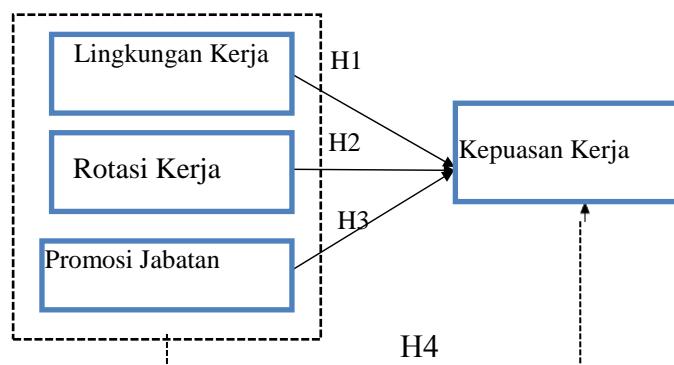 Lingkungan Kerja
H1
Rotasi Kerja
H2
Kepuasan Kerja
Promosi Jabatan
H3
H4